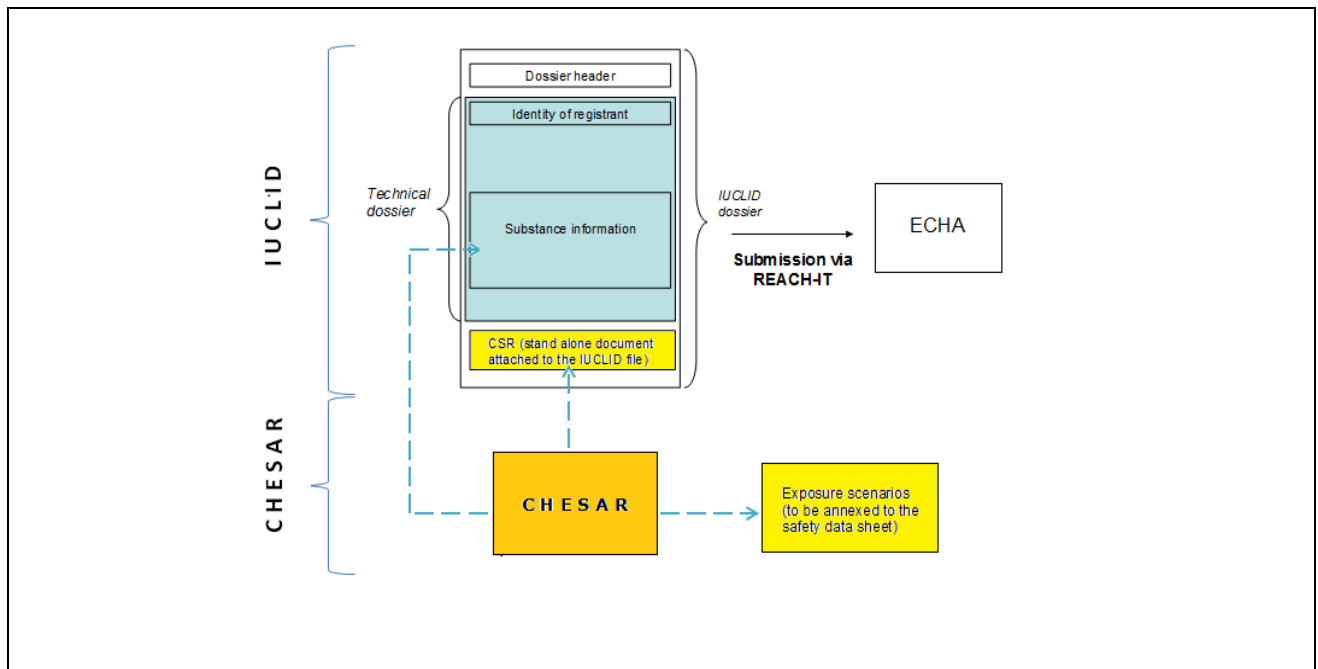 Dossier header
Identity of registrant
IUCLID
Technical
dossier
Substance information
IUCLID
dossier
ECHA
Submission via
REACH-IT
CSR (stand alone document
attached to the IUCLID file)
CHESAR
CHESAR
Exposure scenarios
(to be annexed to the
safety data sheet)